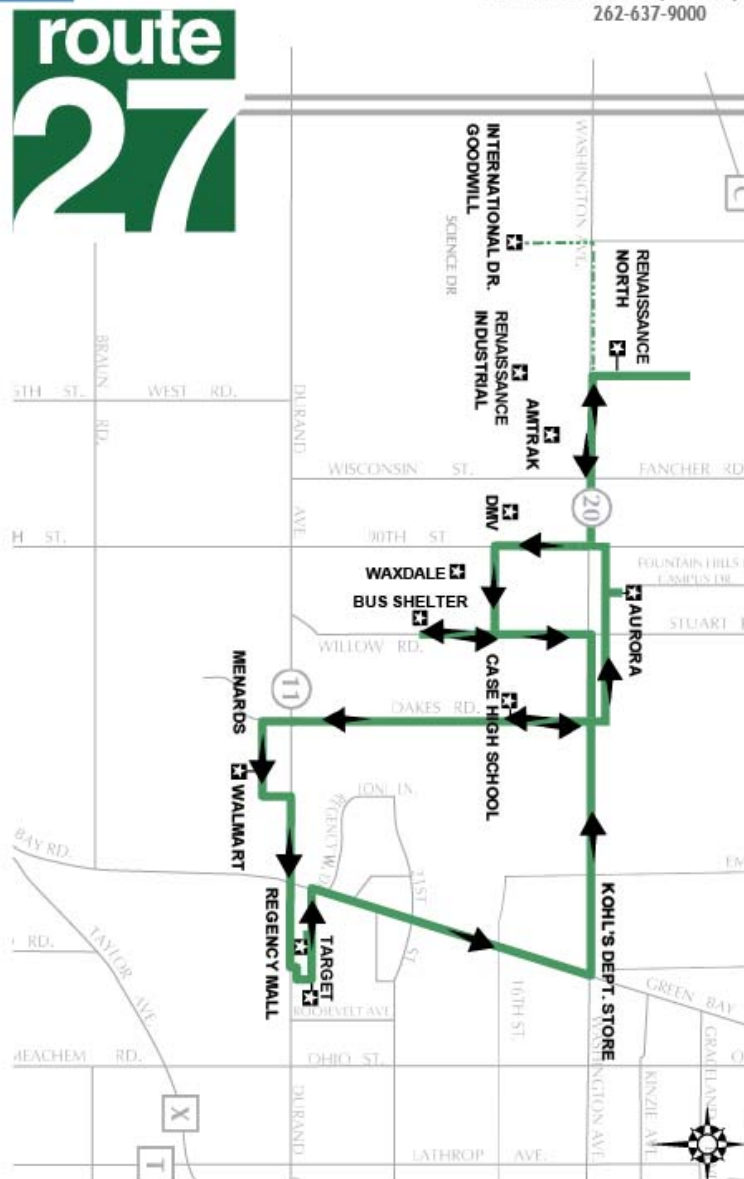 262-637-9000
route
27
WASHINGTON AVE.
INTERNATIONAL DR.
GOODWILL
SCIENCE DR
RENAISSANCE
NORTH
RENAISSANCE
INDUSTRIAL
AMTRAK
BRAUN RD.
5TH ST.
WEST RD.
DURAND AVE
WISCONSIN ST.
FANCHER RD
20
DMV
H ST.
90TH ST
WAXDALE
FOUNTAIN HILLS
CAMPUS DR.
BUS SHELTER
AURORA
STUART
WILLOW RD.
CASE HIGH SCHOOL
MENARDS
11
OAKES RD.
WALMART
REGENCY
21ST ST.
BAY RD.
KOHL'S DEPT. STORE
REGENCY MALL
TARGET
RD.
TAYLOR AVE
16TH ST.
GREEN BAY
ROOSEVELT AVE
WASHINGTON AVE.
KINZIE AVE
GRACELAND
MEACHEM RD.
OHIO ST.
DURAND
X
T
LATHROP AVE.